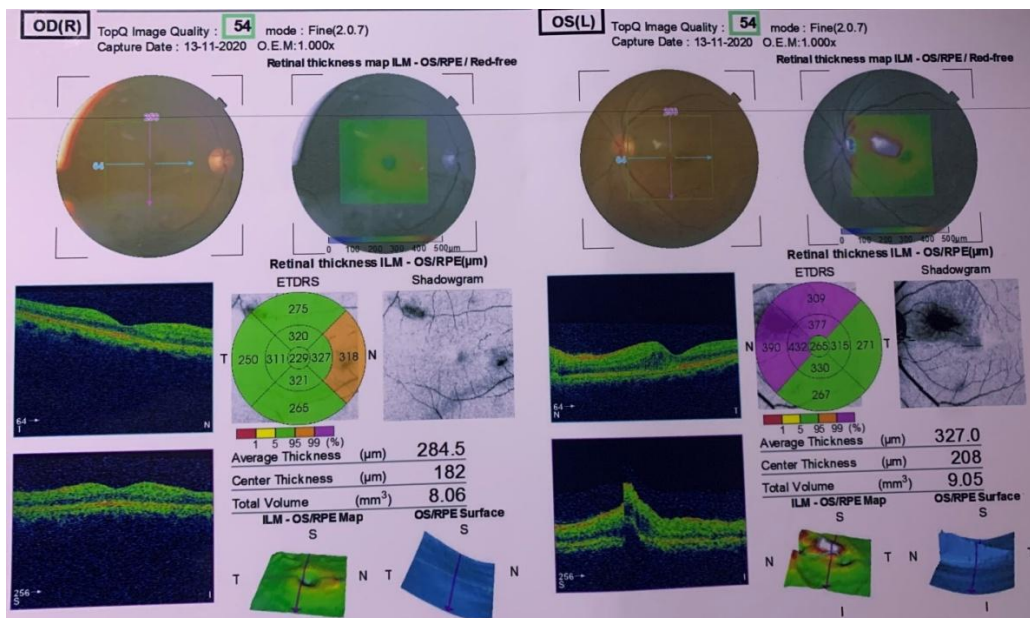 OD(R)
TopQ Image Quality : 54 mode : Fine(2.0.7)
Capture Date : 13-11-2020 O.E.M:1.000x
Retinal thickness map ILM - OS/RPE / Red-free
64
0 100 200 300 400 500µm
Retinal thickness ILM - OS/RPE(µm)
ETDRS
Shadowgram
275
320
T 250 311 229 327 318 N
321
265
64
T
N
1 5 95 99 (%)
Average Thickness (µm) 284.5
Center Thickness (µm) 182
Total Volume (mm³) 8.06
ILM - OS/RPE Map
OS/RPE Surface
S
S
T
N
T
N
256
S
I
OS(L)
TopQ Image Quality : 54 mode : Fine(2.0.7)
Capture Date : 13-11-2020 O.E.M:1.000x
Retinal thickness map ILM - OS/RPE / Red-free
64
0 100 200 300 400 500µm
Retinal thickness ILM - OS/RPE(µm)
ETDRS
Shadowgram
309
377
N 390 432 265 315 271 T
330
267
64
N
T
1 5 95 99 (%)
Average Thickness (µm) 327.0
Center Thickness (µm) 208
Total Volume (mm³) 9.05
ILM - OS/RPE Map
OS/RPE Surface
S
S
N
T
N
T
I
I
256
S
I